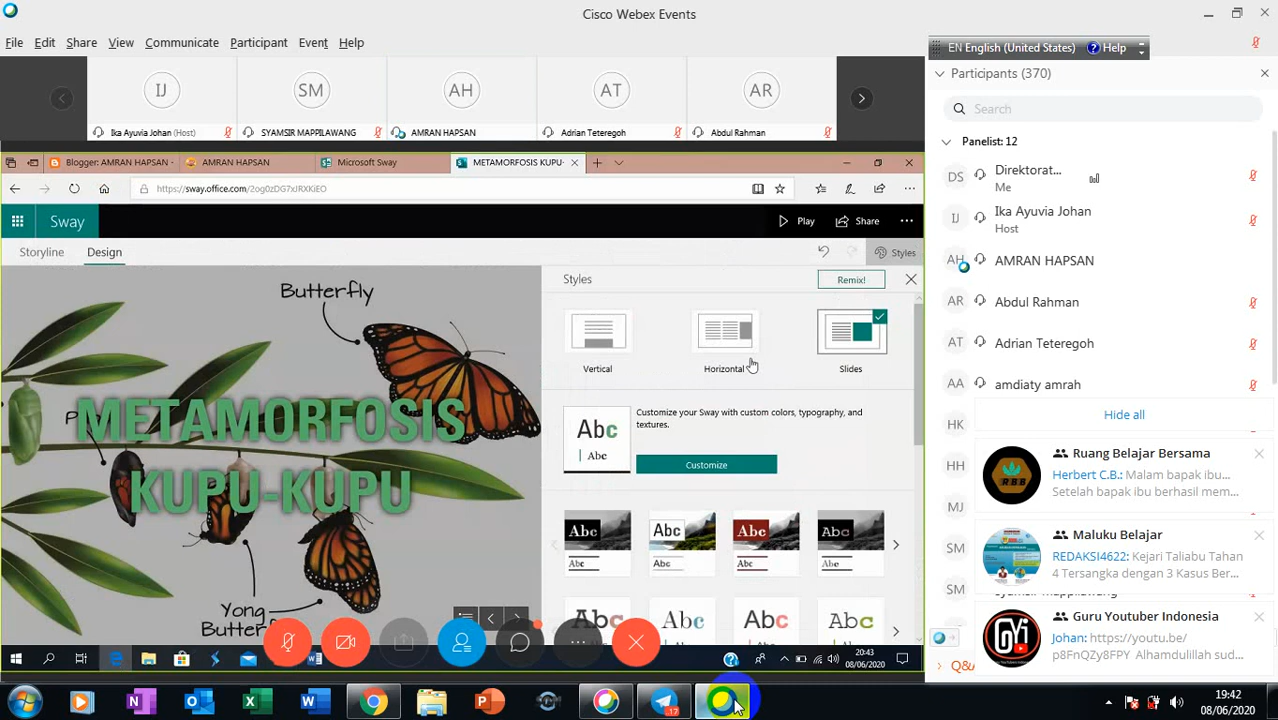 Cisco Webex Events
File Edit Share View Communicate Participant Event Help
EN English (United States) Help
IJ SM AH AT AR
Ika Ayuvia Johan (Host) SYAMSIR MAPPILAWANG AMRAN HAPSAN Adrian Teteregoh Abdul Rahman
Blogger: AMRAN HAPSAN - AMRAN HAPSAN Microsoft Sway METAMORFOSIS KUPU-
https://sway.office.com/2og0zDG7xJRXKiEO
Sway Play Share
Storyline Design Styles
Styles Remix!
Vertical Horizontal Slides
Customize your Sway with custom colors, typography, and
textures.
Abc
Abc
Customize
Abc Abc Abc Abc
Abc Abc Abc Abc
Abc Abc Abc Abc
Butterfly
METAMORFOSIS
KUPU-KUPU
Yong
20:43
08/06/2020
Participants (370)
Search
Panelist: 12
DS Direktorat...
Me
IJ Ika Ayuvia Johan
Host
AH AMRAN HAPSAN
AR Abdul Rahman
AT Adrian Teteregoh
AA amdiaty amrah
HK
HH
MJ
SM
SM
Hide all
Ruang Belajar Bersama
RBB
Herbert C.B.: Malam bapak ibu...
Setelah bapak ibu berhasil mem...
Maluku Belajar
REDAKSI4622: Kejari Taliabu Tahan
4 Tersangka dengan 3 Kasus Ber...
Guru Youtuber Indonesia
GYI
Johan: https://youtu.be/
p8FnQZy8FPY Alhamdulillah sud...
Q&A
17
19:42
08/06/2020